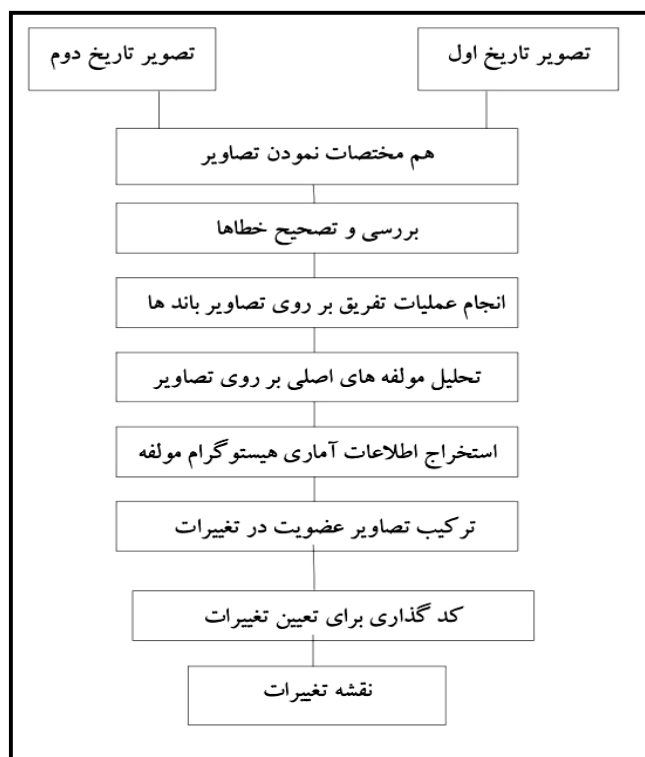 تصویر تاریخ اول
تصویر تاریخ دوم
هم مختصات نمودن تصاویر
بررسی و تصحیح خطاها
انجام عملیات تفریق بر روی تصاویر باند ها
تحلیل مولفه های اصلی بر روی تصاویر
استخراج اطلاعات آماری هیستوگرام مولفه
ترکیب تصاویر عضویت در تغییرات
کد گذاری برای تعیین تغییرات
نقشه تغییرات